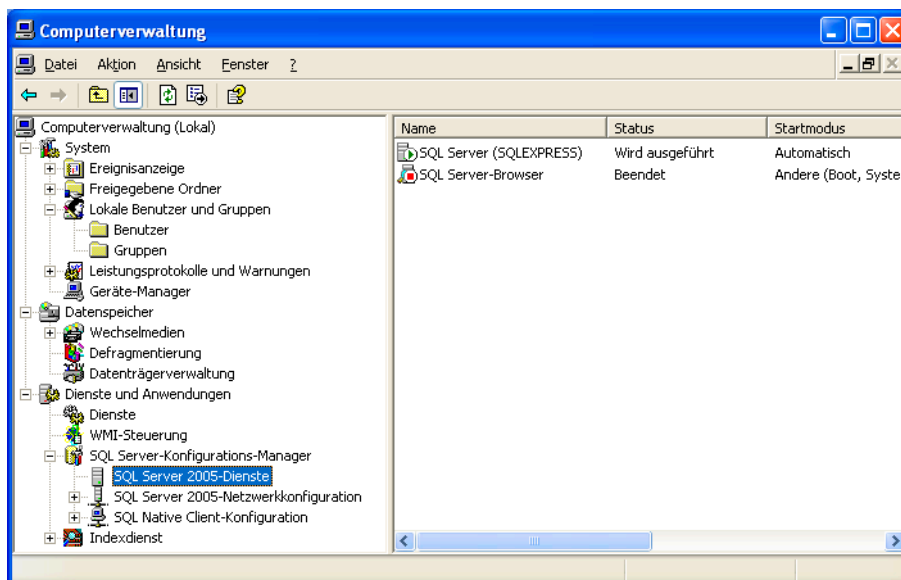 Computerverwaltung
Datei Aktion Ansicht Fenster ?
Computerverwaltung (Lokal)
System
Ereignisanzeige
Freigegebene Ordner
Lokale Benutzer und Gruppen
Benutzer
Gruppen
Leistungsprotokolle und Warnungen
Geräte-Manager
Datenspeicher
Wechselmedien
Defragmentierung
Datenträgerverwaltung
Dienste und Anwendungen
Dienste
WMI-Steuerung
SQL Server-Konfigurations-Manager
SQL Server 2005-Dienste
SQL Server 2005-Netzwerkkonfiguration
SQL Native Client-Konfiguration
Indexdienst
Name Status Startmodus
SQL Server (SQLEXPRESS) Wird ausgeführt Automatisch
SQL Server-Browser Beendet Andere (Boot, Syste